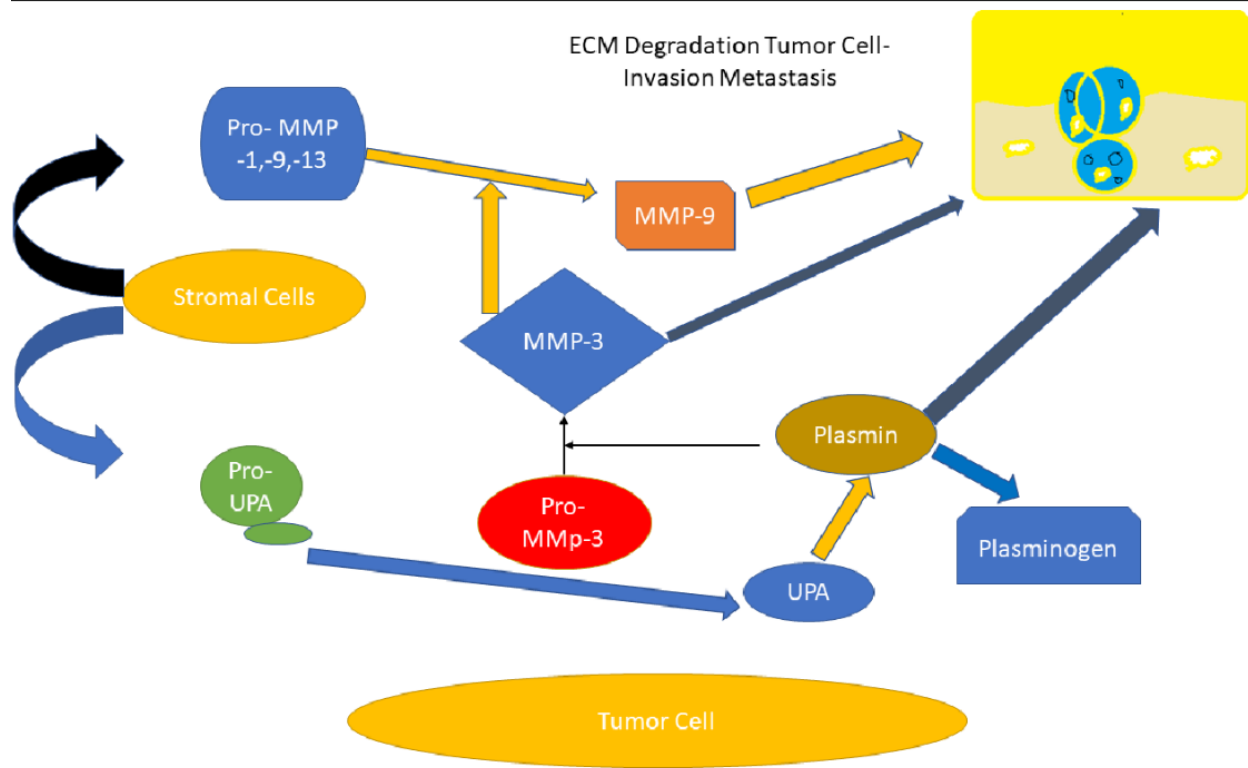 ECM Degradation Tumor Cell-
Invasion Metastasis
Pro- MMP
-1,-9,-13
MMP-9
Stromal Cells
MMP-3
Plasmin
Pro-
UPA
Pro-
MMp-3
Plasminogen
UPA
Tumor Cell